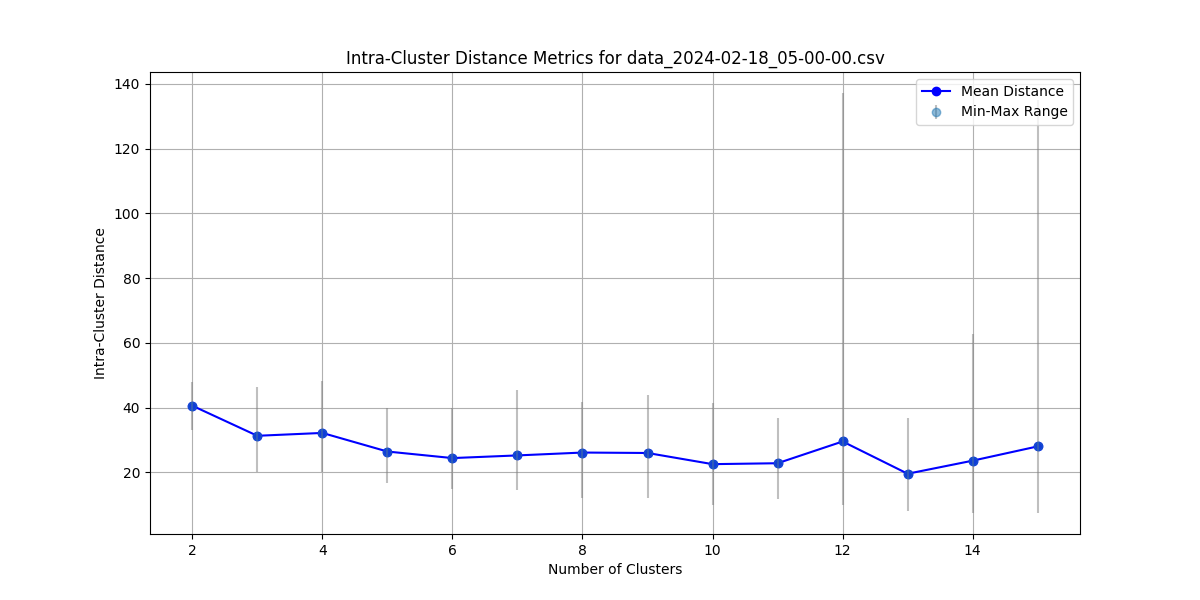 Intra-Cluster Distance Metrics for data_2024-02-18_05-00-00.csv
Mean Distance
Min-Max Range
Intra-Cluster Distance
140
120
100
80
60
40
20
2 4 6 8 10 12 14
Number of Clusters